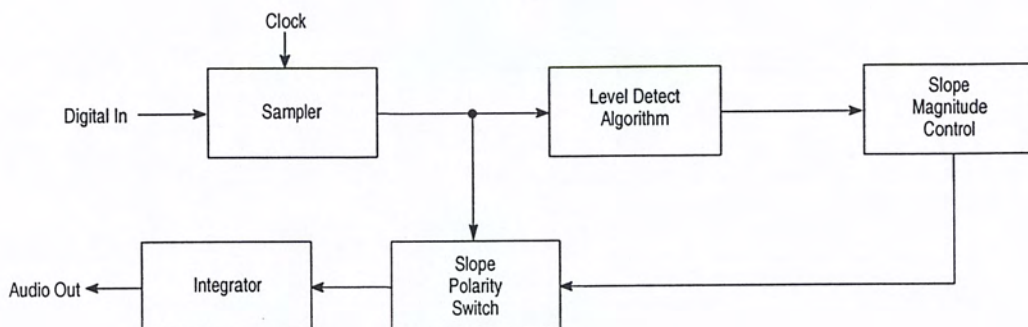 Clock
Digital In
Sampler
Level Detect
Algorithm
Slope
Magnitude
Control
Audio Out
Integrator
Slope
Polarity
Switch